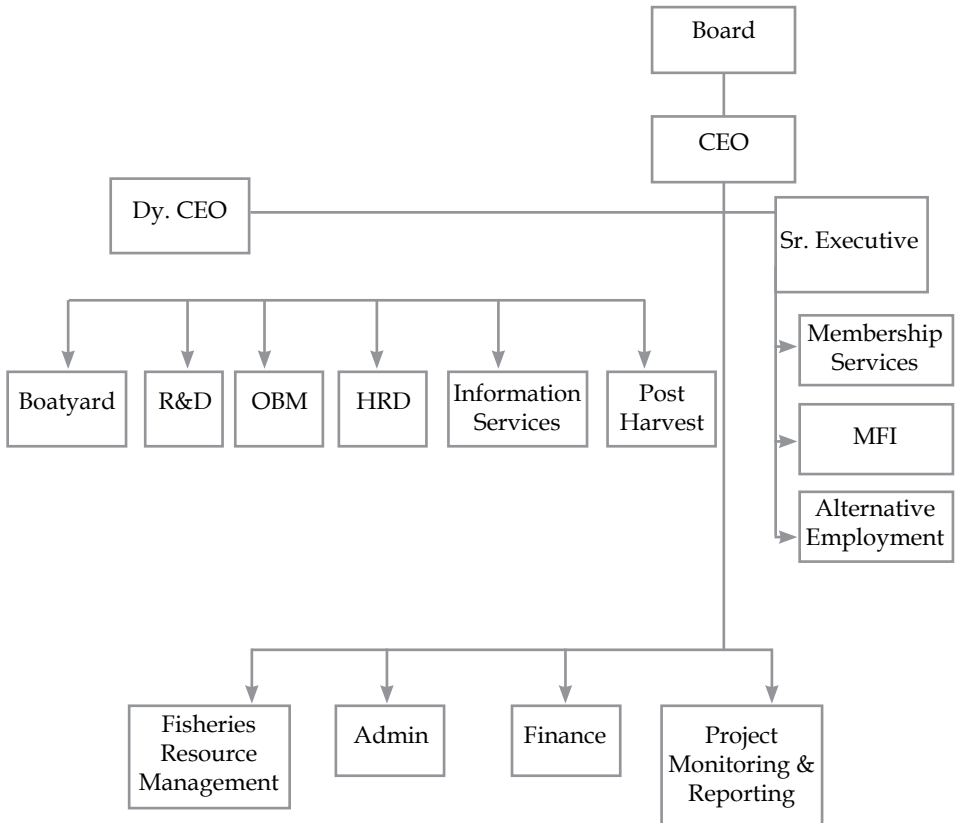 Board
CEO
Dy. CEO
Sr. Executive
Membership
Services
Boatyard
R&D
OBM
HRD
Information
Services
Post
Harvest
MFI
Alternative
Employment
Fisheries
Resource
Management
Admin
Finance
Project
Monitoring &
Reporting